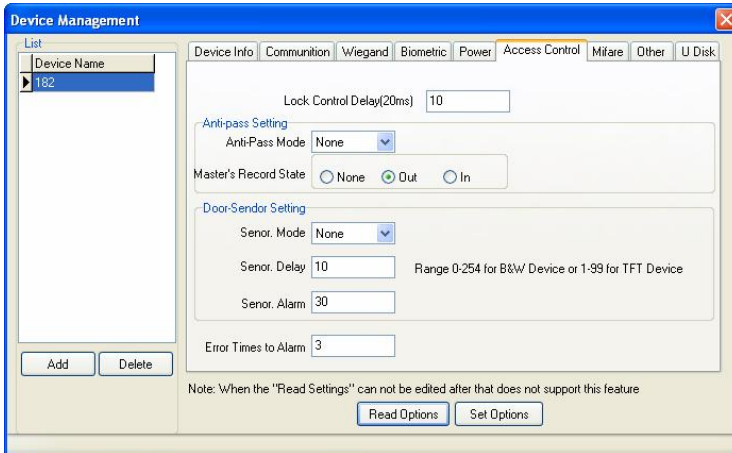 Device Management
List
Device Name
182
Add Delete
Device Info Communition Wiegand Biometric Power Access Control Mifare Other U Disk
Lock Control Delay(20ms) 10
Anti-pass Setting
Anti-Pass Mode None
Master's Record State None Out In
Door-Sendor Setting
Senor. Mode None
Senor. Delay 10 Range 0-254 for B&W Device or 1-99 for TFT Device
Senor. Alarm 30
Error Times to Alarm 3
Note: When the "Read Settings" can not be edited after that does not support this feature
Read Options Set Options